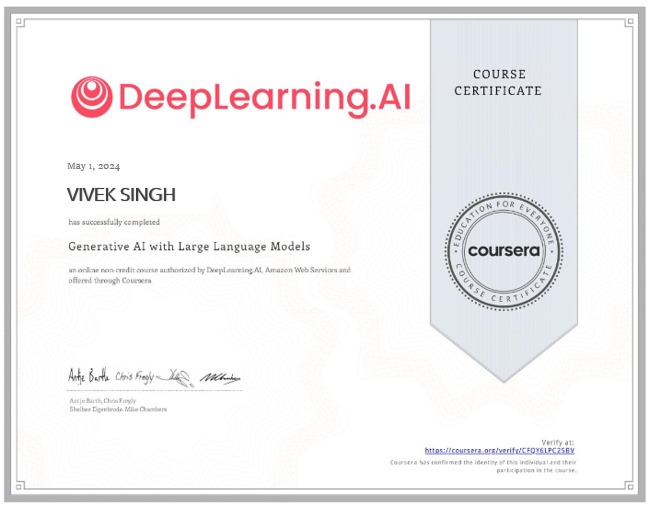 DeepLearning.AI
COURSE
CERTIFICATE
May 1, 2024
VIVEK SINGH
has successfully completed
Generative AI with Large Language Models
an online non-credit course authorized by DeepLearning.AI, Amazon Web Services and
offered through Coursera
EDUCATION FOR EVERYONE
coursera
COURSE CERTIFICATE
Antje Barth Chris Fregly
Antje Barth, Chris Fregly
Shelbee Eigenbrode, Mike Chambers
Verify at:
https://coursera.org/verify/CFQY6LPC2SBV
Coursera has confirmed the identity of this individual and their
participation in the course.